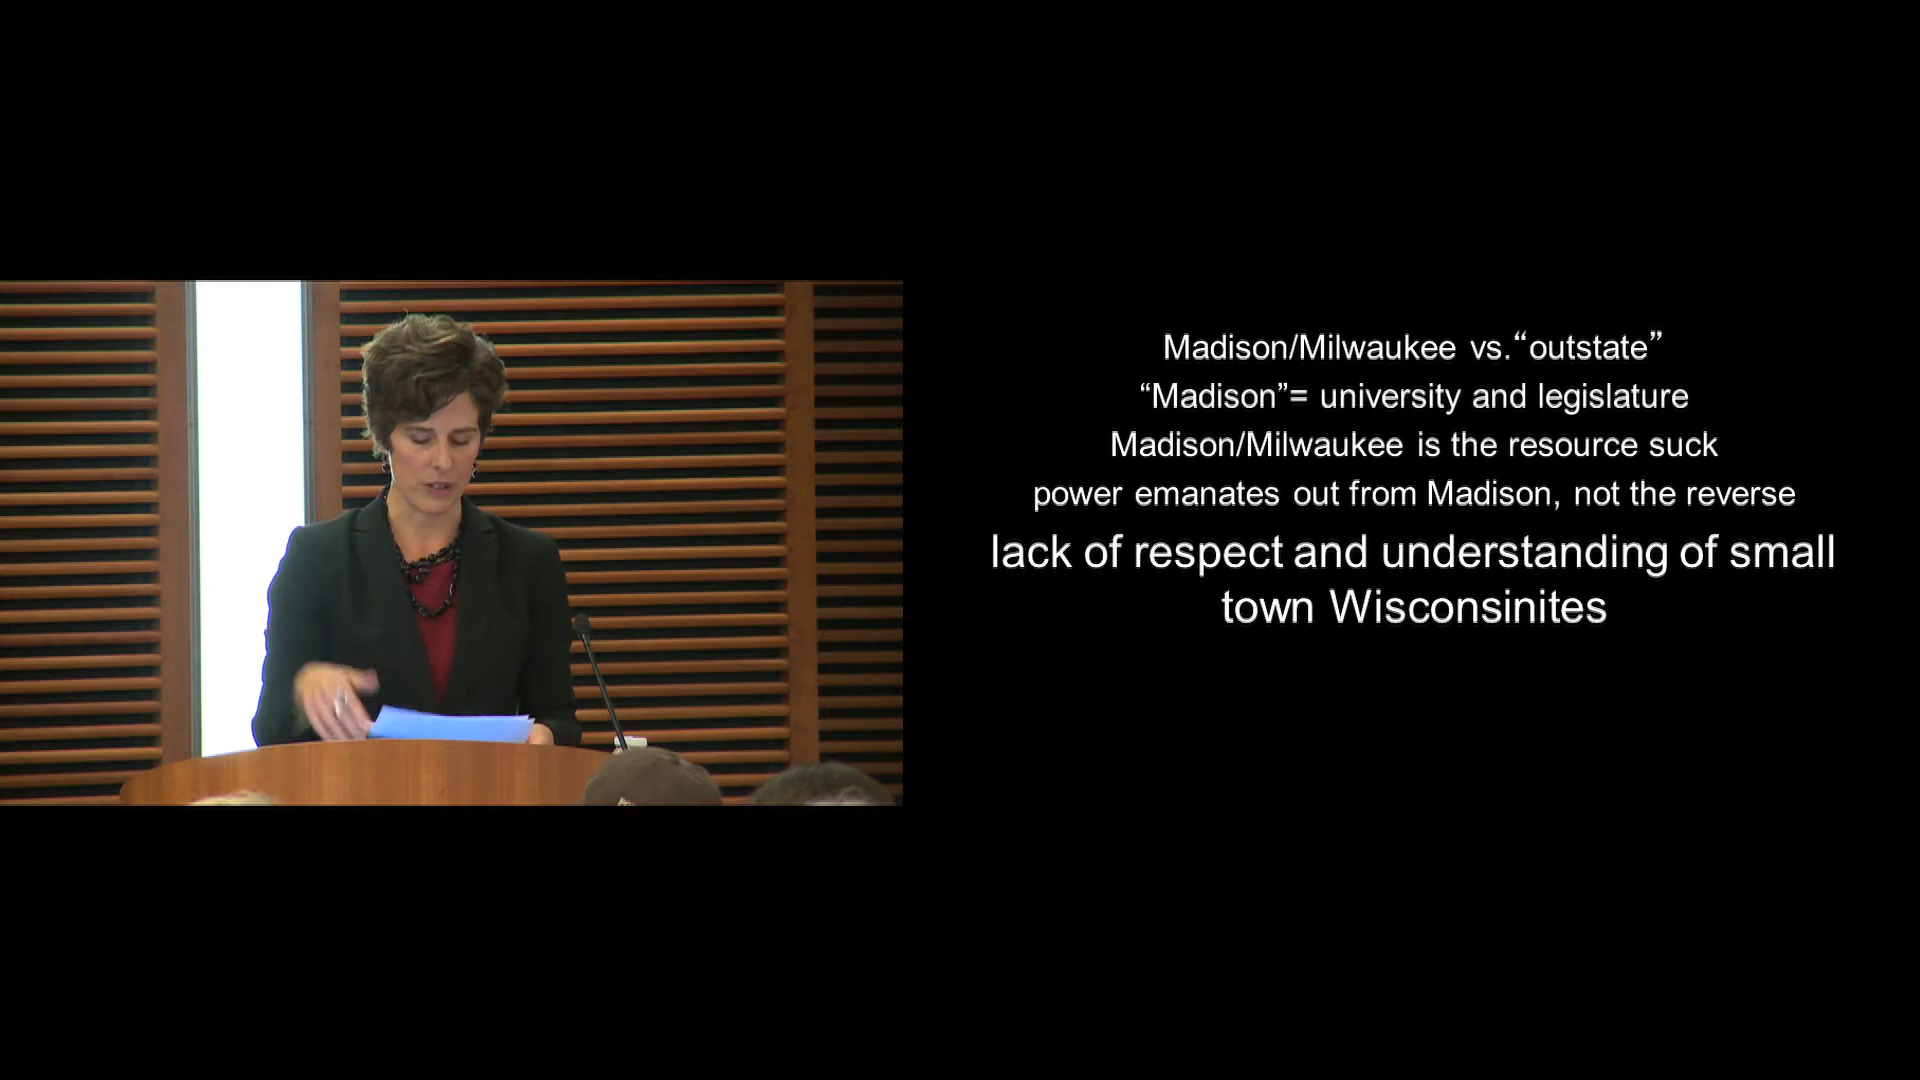 Madison/Milwaukee vs.“outstate”
“Madison”= university and legislature
Madison/Milwaukee is the resource suck
power emanates out from Madison, not the reverse
lack of respect and understanding of small
town Wisconsinites